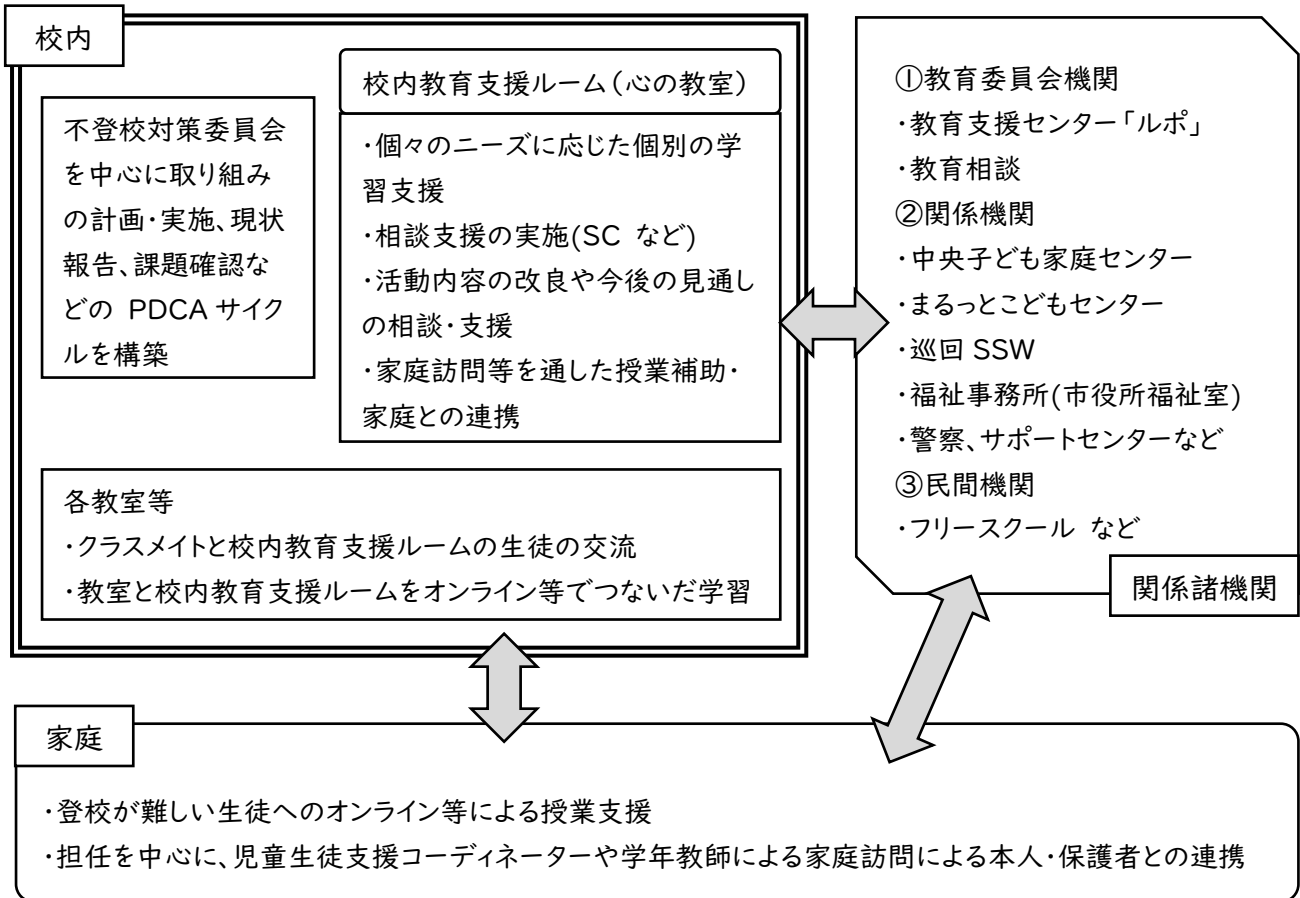 校内
不登校対策委員会
を中心に取り組み
の計画・実施、現状
報告、課題確認な
どの PDCA サイク
ルを構築
校内教育支援ルーム(心の教室)
・個々のニーズに応じた個別の学
習支援
・相談支援の実施(SC など)
・活動内容の改良や今後の見通し
の相談・支援
・家庭訪問等を通した授業補助・
家庭との連携
各教室等
・クラスメイトと校内教育支援ルームの生徒の交流
・教室と校内教育支援ルームをオンライン等でつないだ学習
①教育委員会機関
・教育支援センター「ルポ」
・教育相談
②関係機関
・中央子ども家庭センター
・まるっとこどもセンター
・巡回 SSW
・福祉事務所(市役所福祉室)
・警察、サポートセンターなど
③民間機関
・フリースクール など
関係諸機関
家庭
・登校が難しい生徒へのオンライン等による授業支援
・担任を中心に、児童生徒支援コーディネーターや学年教師による家庭訪問による本人・保護者との連携